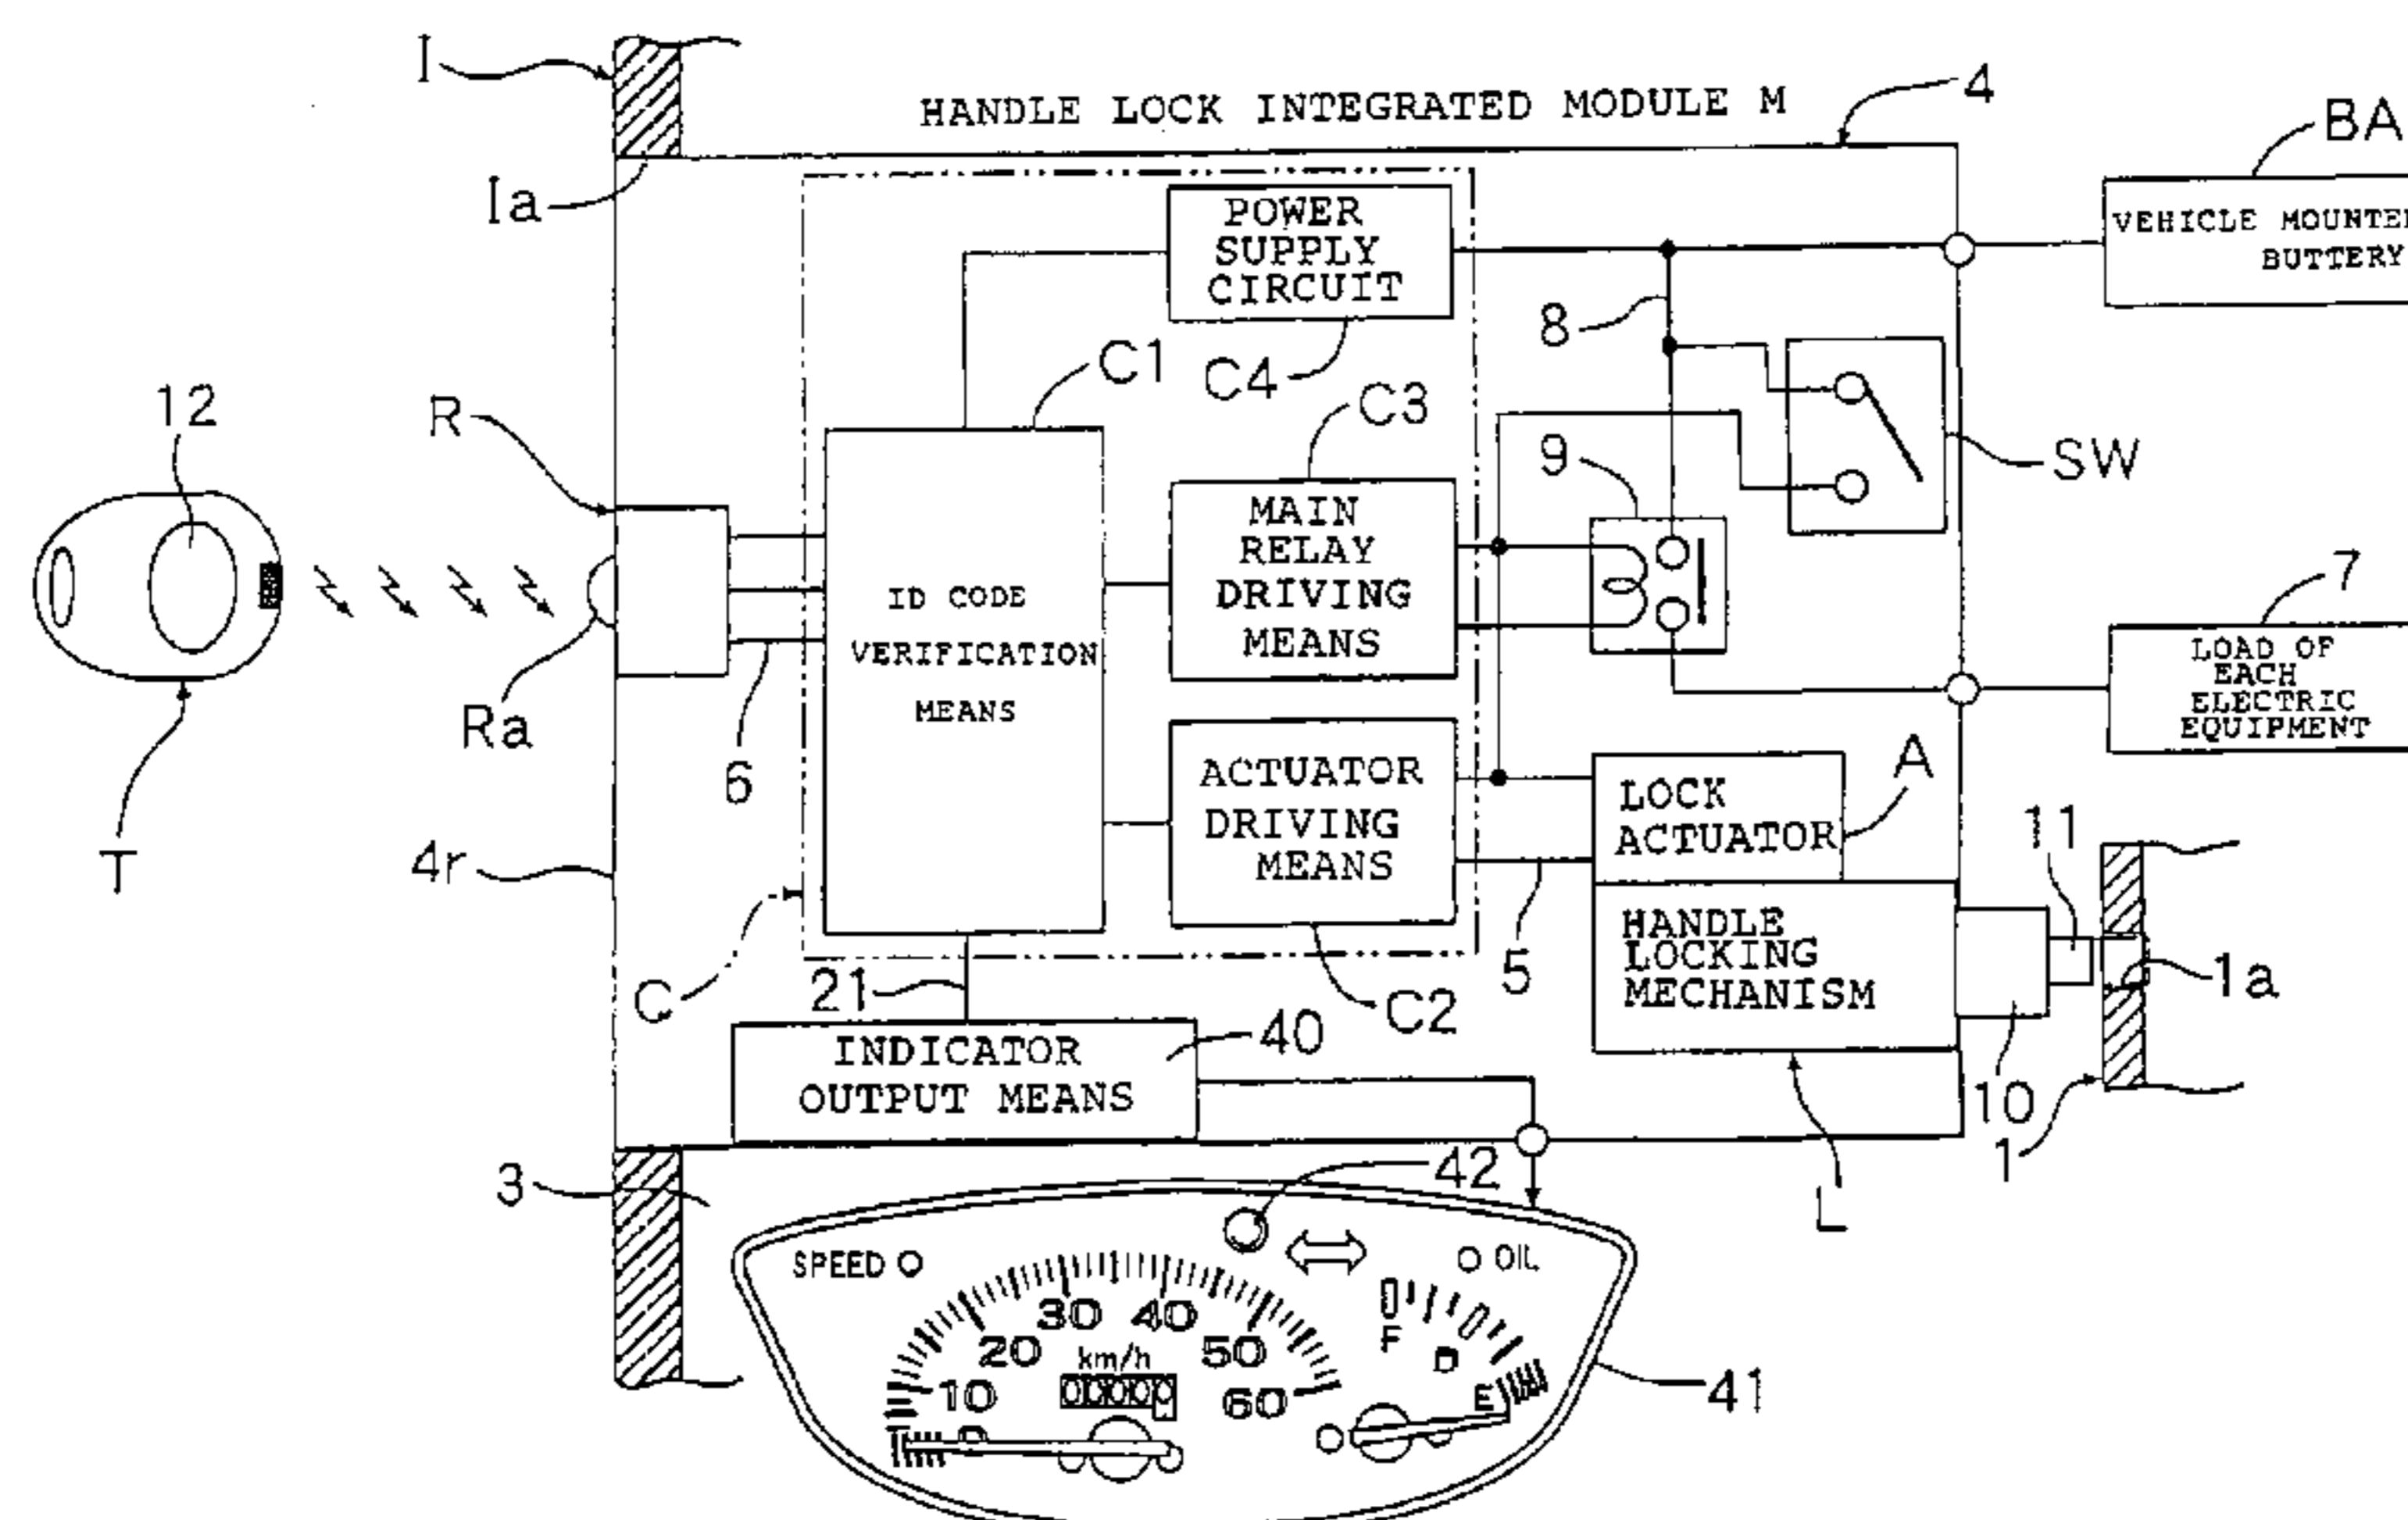 I
HANDLE LOCK INTEGRATED MODULE M
4
BA
Ia
POWER
SUPPLY
CIRCUIT
VEHICLE MOUNTE
BUTTERY
8
C1
C4
12
R
C3
9
SW
MAIN
RELAY
DRIVING
MEANS
7
ID CODE
VERIFICATION
MEANS
LOAD OF
EACH
ELECTRIC
EQUIPMENT
Ra
6
ACTUATOR
DRIVING
MEANS
LOCK
ACTUATOR
A
11
T
4r
HANDLE
LOCKING
MECHANISM
5
1a
C
21
C2
40
INDICATOR
OUTPUT MEANS
10
1
3
42
L
SPEED
OIL
30
40
20
50
km/h
F
10
00000
60
E
41
0